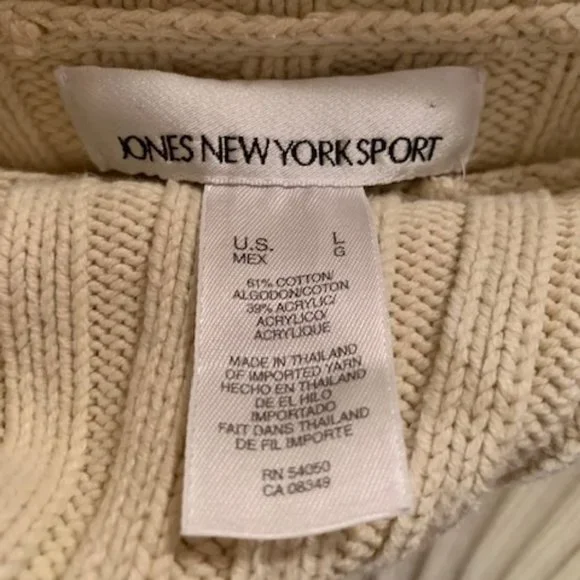 JONES NEW YORK SPORT
U.S. L
MEX G
61% COTTON/
ALGODON/COTON
39% ACRYLIC/
ACRYLICO/
ACRYLIQUE
MADE IN THAILAND
OF IMPORTED YARN
HECHO EN THAILAND
DE EL HILO
IMPORTADO
FAIT DANS THAILAND
DE FIL IMPORTE
RN 54050
CA 08349